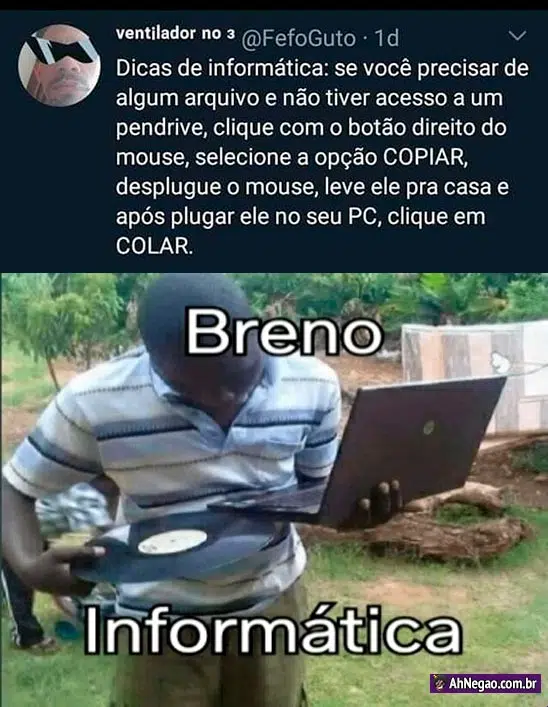 ventilador no 3 @FefoGuto · 1d
Dicas de informática: se você precisar de
algum arquivo e não tiver acesso a um
pendrive, clique com o botão direito do
mouse, selecione a opção COPIAR,
desplugue o mouse, leve ele pra casa e
após plugar ele no seu PC, clique em
COLAR.
Breno
Informática
AhNegao.com.br